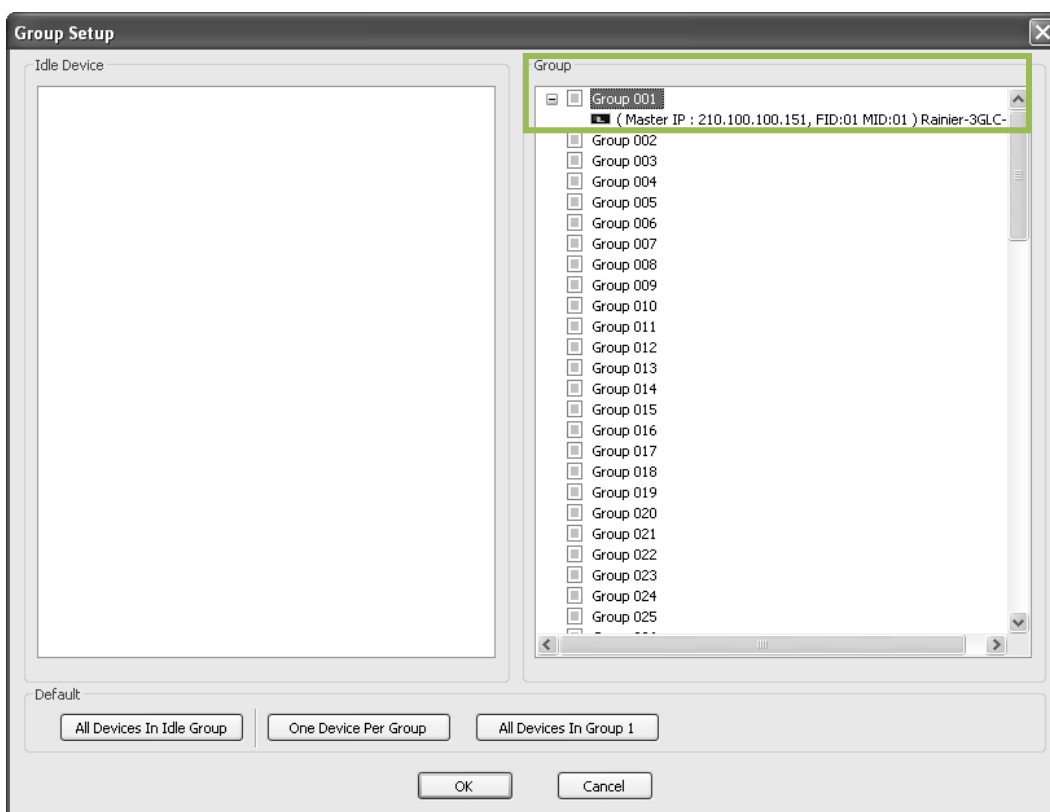 Group Setup
Idle Device
Group
Group 001
( Master IP : 210.100.100.151, FID:01 MID:01 ) Rainier-3GLC-
Group 002
Group 003
Group 004
Group 005
Group 006
Group 007
Group 008
Group 009
Group 010
Group 011
Group 012
Group 013
Group 014
Group 015
Group 016
Group 017
Group 018
Group 019
Group 020
Group 021
Group 022
Group 023
Group 024
Group 025
Default
All Devices In Idle Group
One Device Per Group
All Devices In Group 1
OK
Cancel